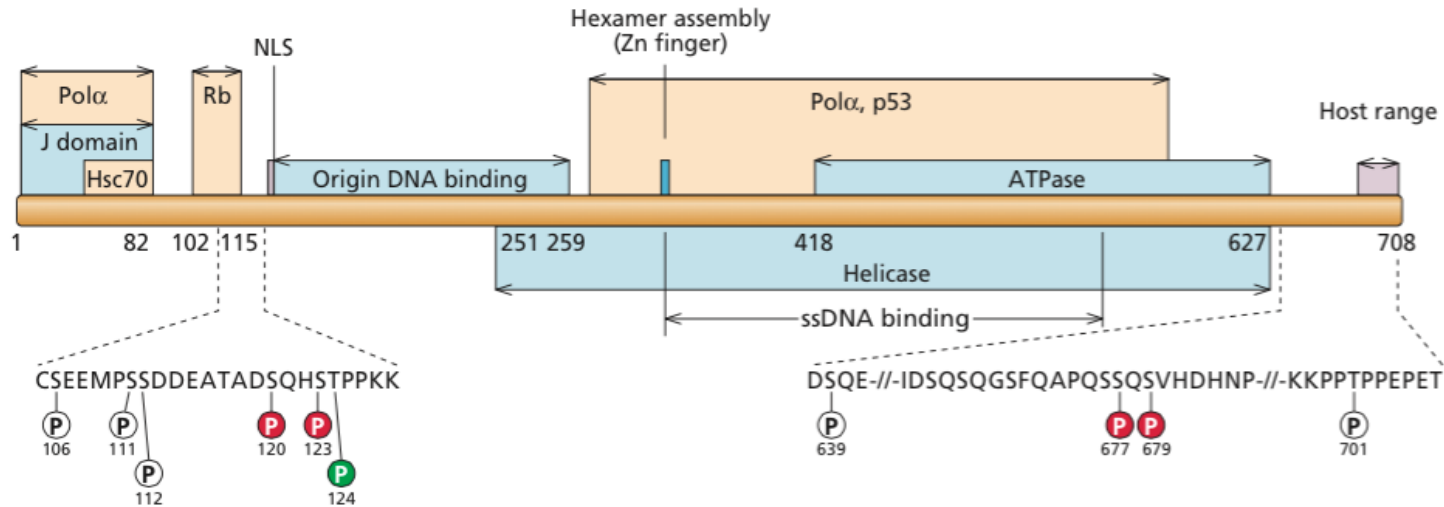 Hexamer assembly
(Zn finger)
NLS
Polα
Rb
Polα, p53
Host range
J domain
Hsc70
Origin DNA binding
ATPase
1 82 102 115 251 259 418 627 708
Helicase
ssDNA binding
CSEEMPSSDDEATADSQHSTPPKK
DSQE-//-IDSQSQGSFQAPQSSQSVHDHNP-//-KKPPTPPEPET
P P P P P P P P
106 111 120 123 639 677 679 701
P P
112 124